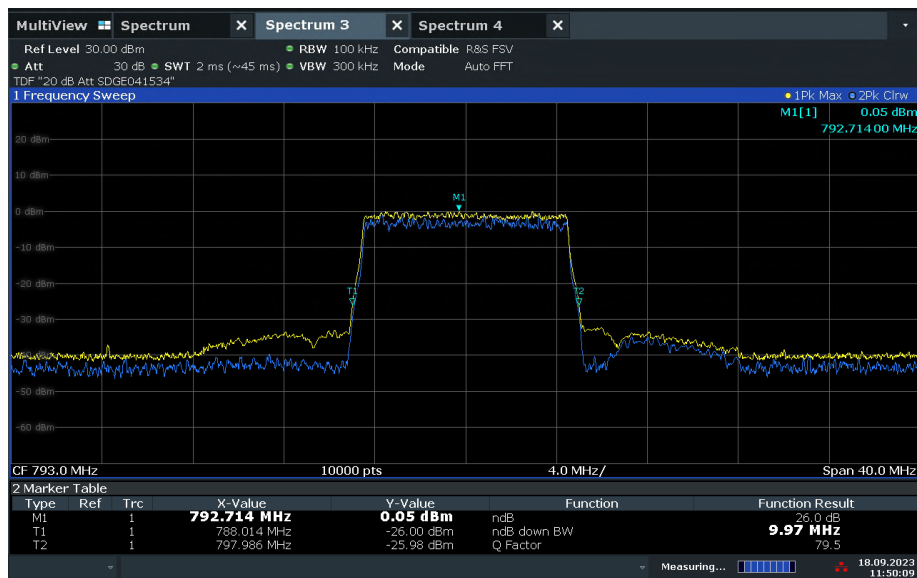 MultiView Spectrum X Spectrum 3 X Spectrum 4 X
Ref Level 30.00 dBm RBW 100 kHz Compatible R&S FSV
Att 30 dB SWT 2 ms (~45 ms) VBW 300 kHz Mode Auto FFT
TDF "20 dB Att SDGE041534"
1 Frequency Sweep 1Pk Max 2Pk Clrw
M1[1] 0.05 dBm
792.71400 MHz
20 dBm
10 dBm
M1
0 dBm
-10 dBm
-20 dBm
T1 T2
-30 dBm
-50 dBm
-60 dBm
CF 793.0 MHz 10000 pts 4.0 MHz/ Span 40.0 MHz
2 Marker Table
Type Ref Trc X-Value Y-Value Function Function Result
M1 1 792.714 MHz 0.05 dBm ndB 26.0 dB
T1 1 788.014 MHz -26.00 dBm ndB down BW 9.97 MHz
T2 1 797.986 MHz -25.98 dBm Q Factor 79.5
Measuring... 18.09.2023
11:50:09